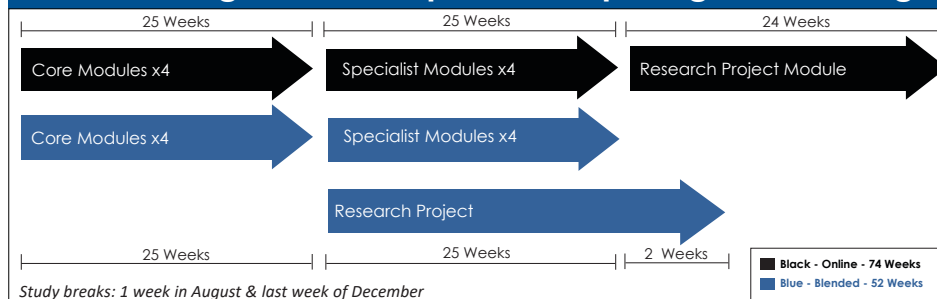 25 Weeks 25 Weeks 24 Weeks
Core Modules x4 Specialist Modules x4 Research Project Module
Core Modules x4 Specialist Modules x4
Research Project
25 Weeks 25 Weeks 2 Weeks
Black - Online - 74 Weeks
Blue - Blended - 52 Weeks
Study breaks: 1 week in August & last week of December